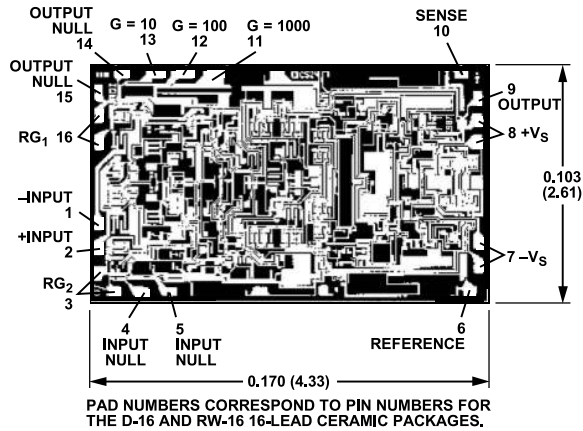 OUTPUT
NULL
14
G = 10
13
G = 100
12
G = 1000
11
SENSE
10
OUTPUT
NULL
15
9
OUTPUT
RG1 16
8 +VS
–INPUT
1
0.103
(2.61)
+INPUT
2
7 –VS
RG2
3
4
INPUT
NULL
5
INPUT
NULL
6
REFERENCE
0.170 (4.33)
PAD NUMBERS CORRESPOND TO PIN NUMBERS FOR
THE D-16 AND RW-16 16-LEAD CERAMIC PACKAGES.